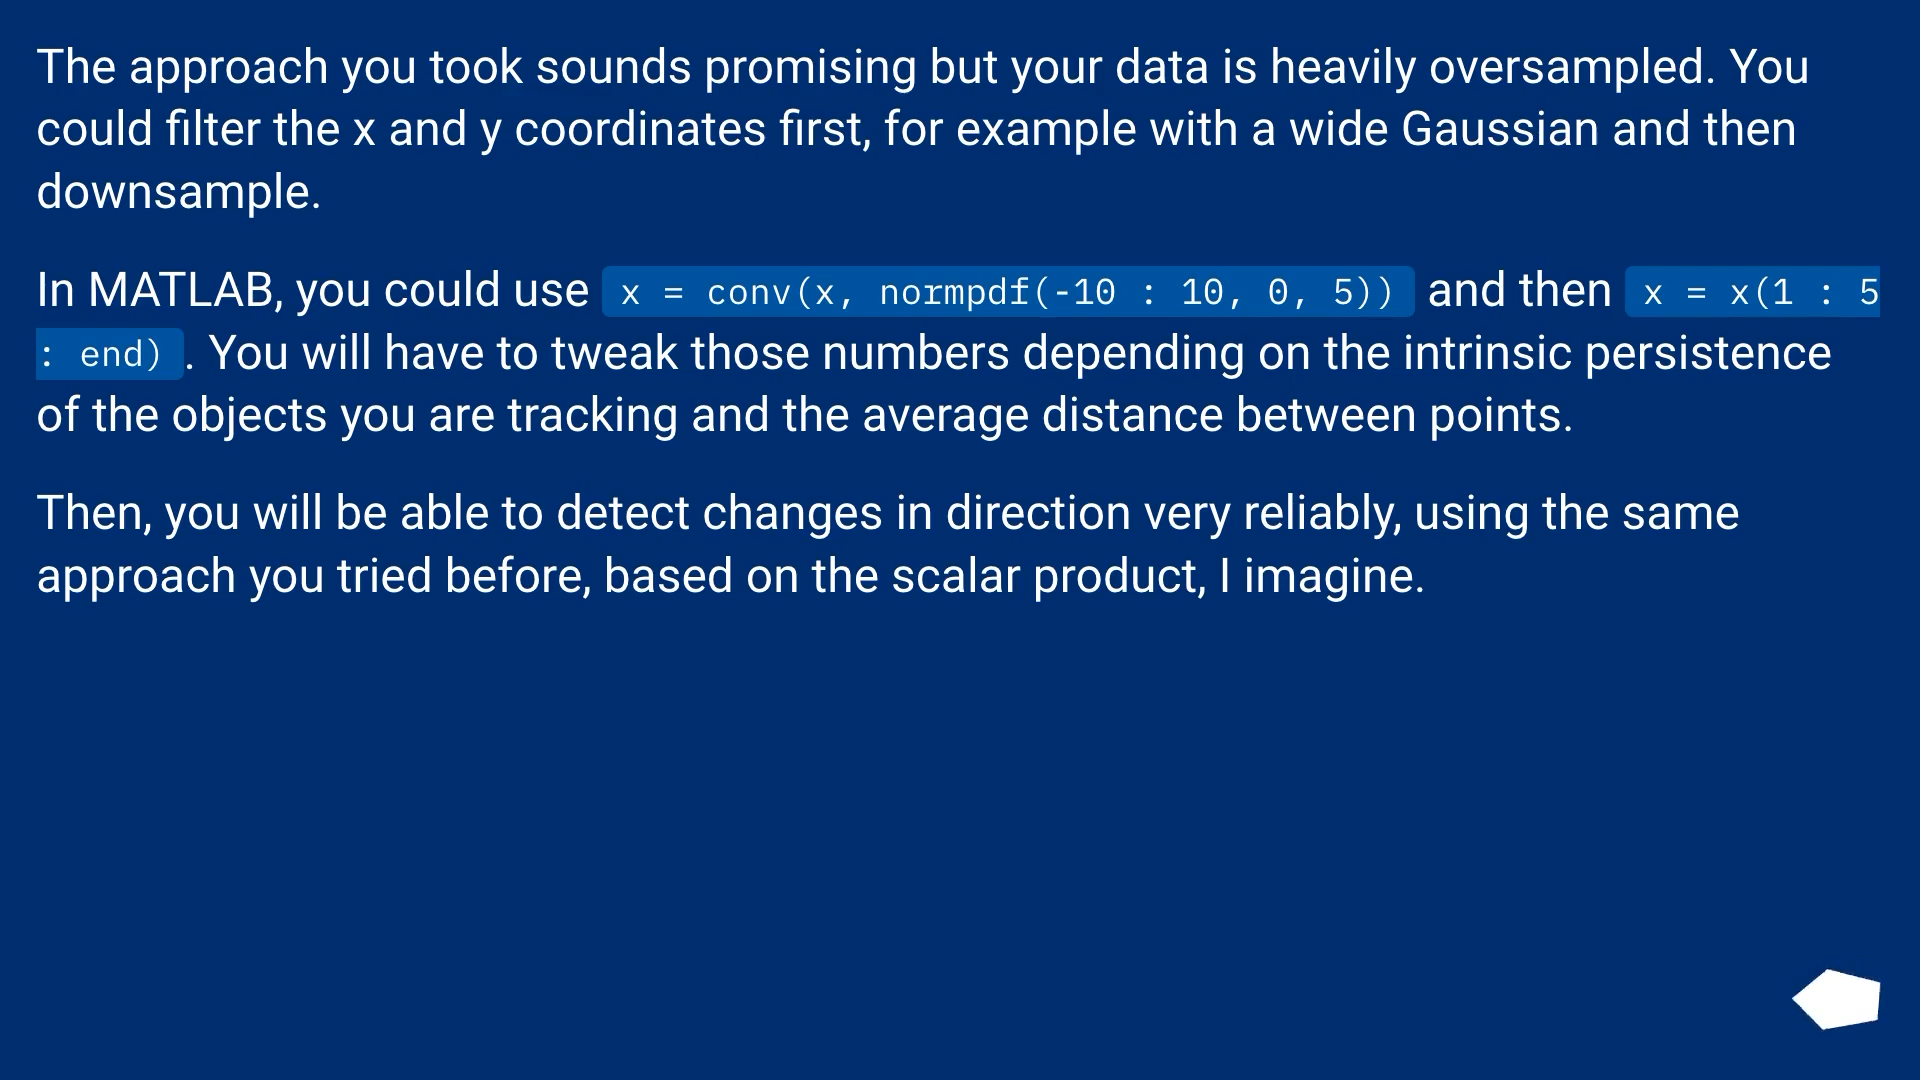 The approach you took sounds promising but your data is heavily oversampled. You
could filter the x and y coordinates first, for example with a wide Gaussian and then
downsample.
In MATLAB, you could use x = conv(x, normpdf(-10 : 10, 0, 5)) and then x = x(1 : 5
: end) . You will have to tweak those numbers depending on the intrinsic persistence
of the objects you are tracking and the average distance between points.
Then, you will be able to detect changes in direction very reliably, using the same
approach you tried before, based on the scalar product, I imagine.